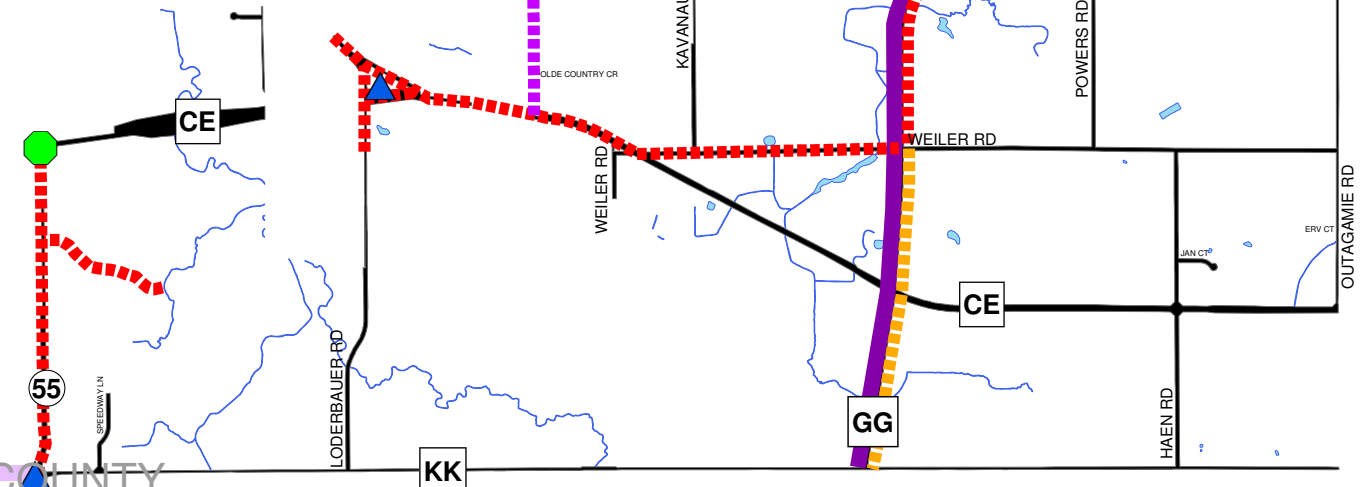 KAVANAU
POWERS RD
OLDE COUNTRY CR
CE
WEILER RD
WEILER RD
OUTAGAMIE RD
ERV CT
JAN CT
CE
LODERBAUER RD
SPEEDWAY LN
55
HAEN RD
GG
KK
COUNTY